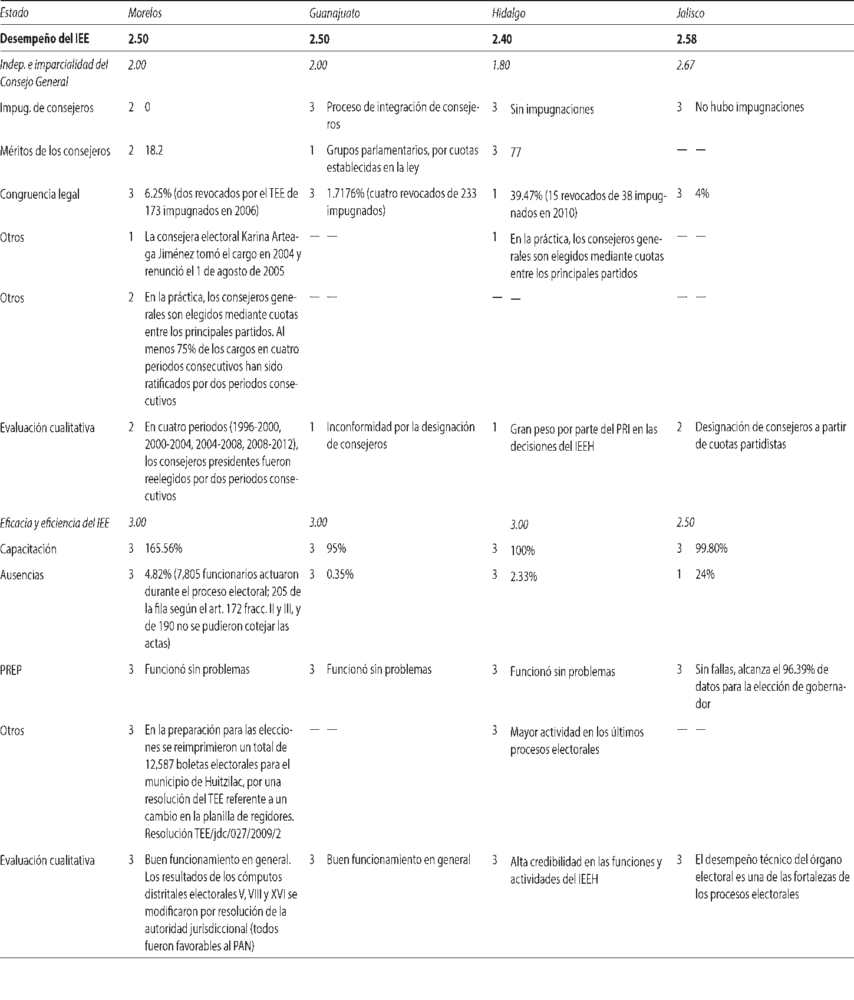 Estado Morelos Guanajuato Hidalgo Jalisco
Desempeño del IEE 2.50 2.50 2.40 2.58
Indep. e imparcialidad del 2.00 2.00 1.80 2.67
Consejo General
Impug. de consejeros 2 0 3 Proceso de integración de conseje- 3 Sin impugnaciones 3 No hubo impugnaciones
ros
Méritos de los consejeros 2 18.2 1 Grupos parlamentarios, por cuotas 3 77 — —
establecidas en la ley
Congruencia legal 3 6.25% (dos revocados por el TEE de 3 1.7176% (cuatro revocados de 233 1 39.47% (15 revocados de 38 impug- 3 4%
173 impugnados en 2006) impugnados) nados en 2010)
Otros 1 La consejera electoral Karina Artea- — — 1 En la práctica, los consejeros gene- — —
ga Jiménez tomó el cargo en 2004 y rales son elegidos mediante cuotas
renunció el 1 de agosto de 2005 entre los principales partidos
Otros 2 En la práctica, los consejeros gene- — — — — — —
rales son elegidos mediante cuotas
entre los principales partidos. Al
menos 75% de los cargos en cuatro
periodos consecutivos han sido
ratificados por dos periodos conse-
cutivos
Evaluación cualitativa 2 En cuatro periodos (1996-2000, 1 Inconformidad por la designación 1 Gran peso por parte del PRI en las 2 Designación de consejeros a partir
2000-2004, 2004-2008, 2008-2012), de consejeros decisiones del IEEH de cuotas partidistas
los consejeros presidentes fueron
reelegidos por dos periodos conse-
cutivos
Eficacia y eficiencia del IEE 3.00 3.00 3.00 2.50
Capacitación 3 165.56% 3 95% 3 100% 3 99.80%
Ausencias 3 4.82% (7,805 funcionarios actuaron 3 0.35% 3 2.33% 1 24%
durante el proceso electoral; 205 de
la fila según el art. 172 fracc. II y III, y
de 190 no se pudieron cotejar las
actas)
PREP 3 Funcionó sin problemas 3 Funcionó sin problemas 3 Funcionó sin problemas 3 Sin fallas, alcanza el 96.39% de
datos para la elección de goberna-
dor
Otros 3 En la preparación para las eleccio- — — 3 Mayor actividad en los últimos — —
nes se reimprimieron un total de procesos electorales
12,587 boletas electorales para el
municipio de Huitzilac, por una
resolución del TEE referente a un
cambio en la planilla de regidores.
Resolución TEE/jdc/027/2009/2
Evaluación cualitativa 3 Buen funcionamiento en general. 3 Buen funcionamiento en general 3 Alta credibilidad en las funciones y 3 El desempeño técnico del órgano
Los resultados de los cómputos actividades del IEEH electoral es una de las fortalezas de
distritales electorales V, VIII y XVI se los procesos electorales
modificaron por resolución de la
autoridad jurisdiccional (todos
fueron favorables al PAN)